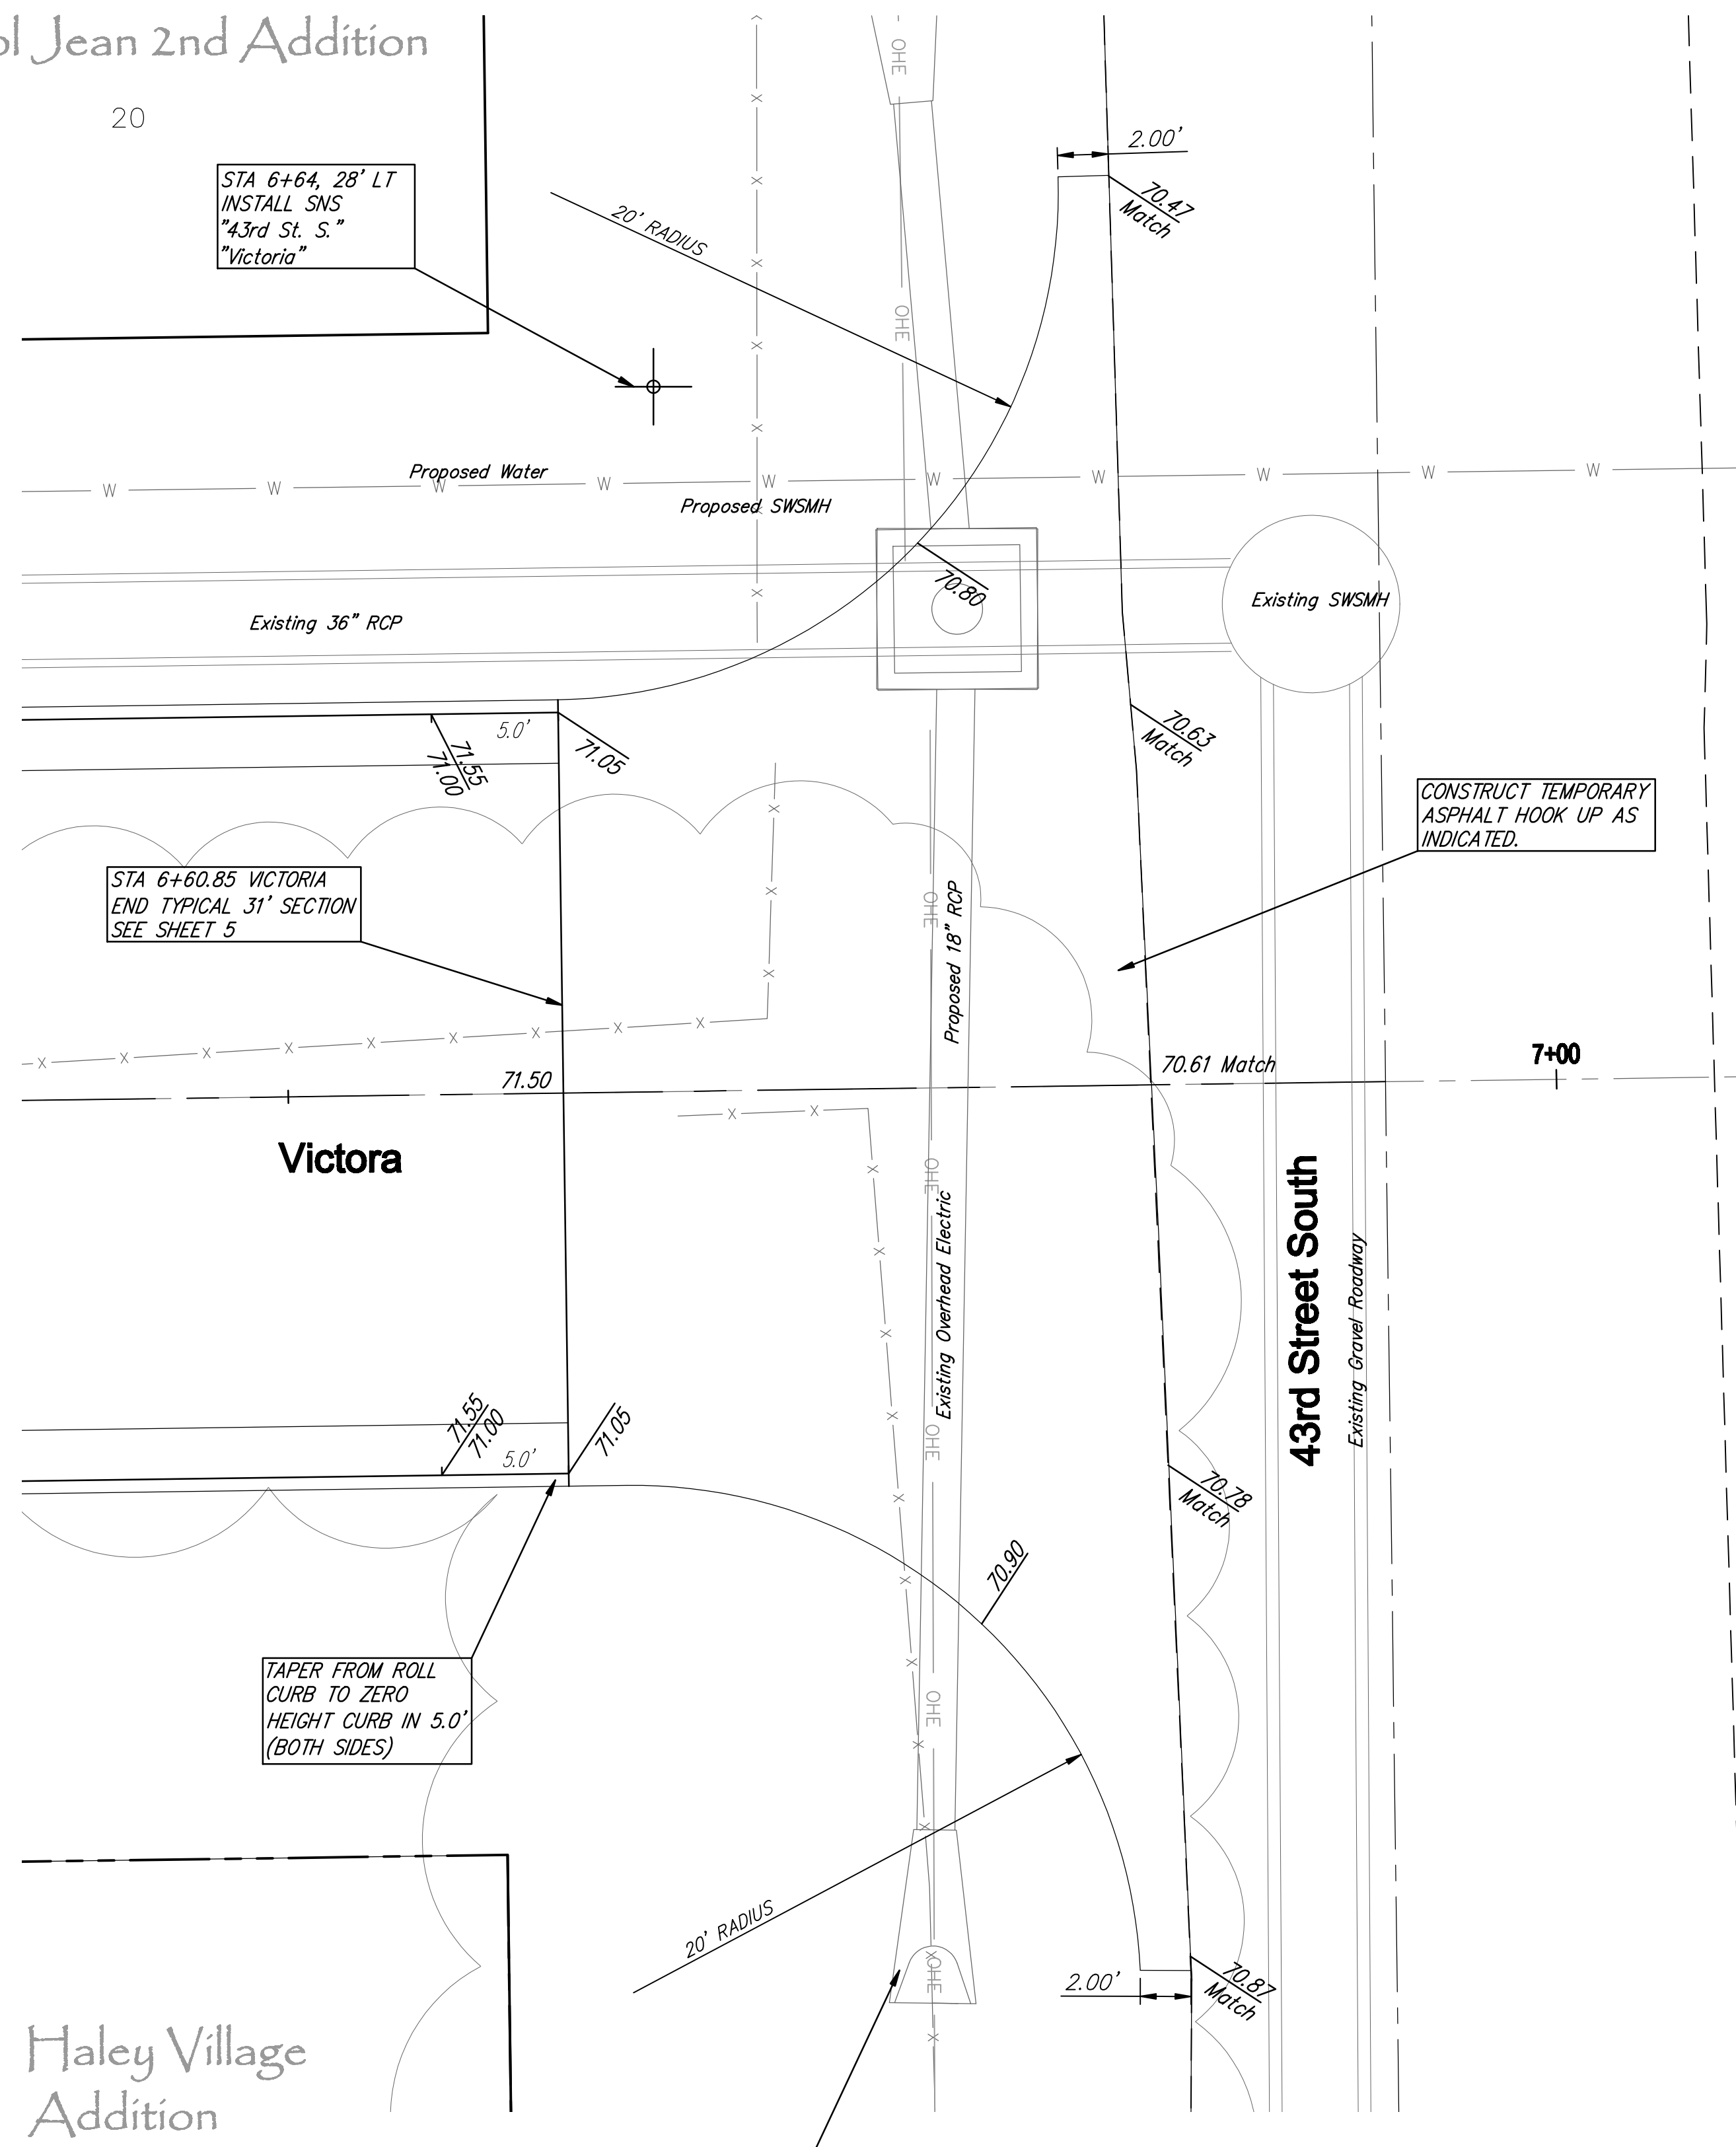 ol Jean 2nd Addition
20
2.00'
70.47
Match
STA 6+64, 28' LT
INSTALL SNS
"43rd St. S."
"Victoria"
20' RADIUS
OHE
OHE
Proposed Water
W W W W W W W W W W
Proposed SWSMH
70.80
Existing SWSMH
Existing 36" RCP
5.0'
71.55
71.00
71.05
70.63
Match
CONSTRUCT TEMPORARY
ASPHALT HOOK UP AS
INDICATED.
STA 6+60.85 VICTORIA
END TYPICAL 31' SECTION
SEE SHEET 5
OHE
Proposed 18" RCP
71.50
70.61 Match
7+00
Victora
OHE
Existing Overhead Electric
43rd Street South
Existing Gravel Roadway
71.55
71.00
5.0'
71.05
OHE
70.78
Match
70.90
TAPER FROM ROLL
CURB TO ZERO
HEIGHT CURB IN 5.0'
(BOTH SIDES)
OHE
20' RADIUS
OHE
2.00'
70.87
Match
Haley Village
Addition